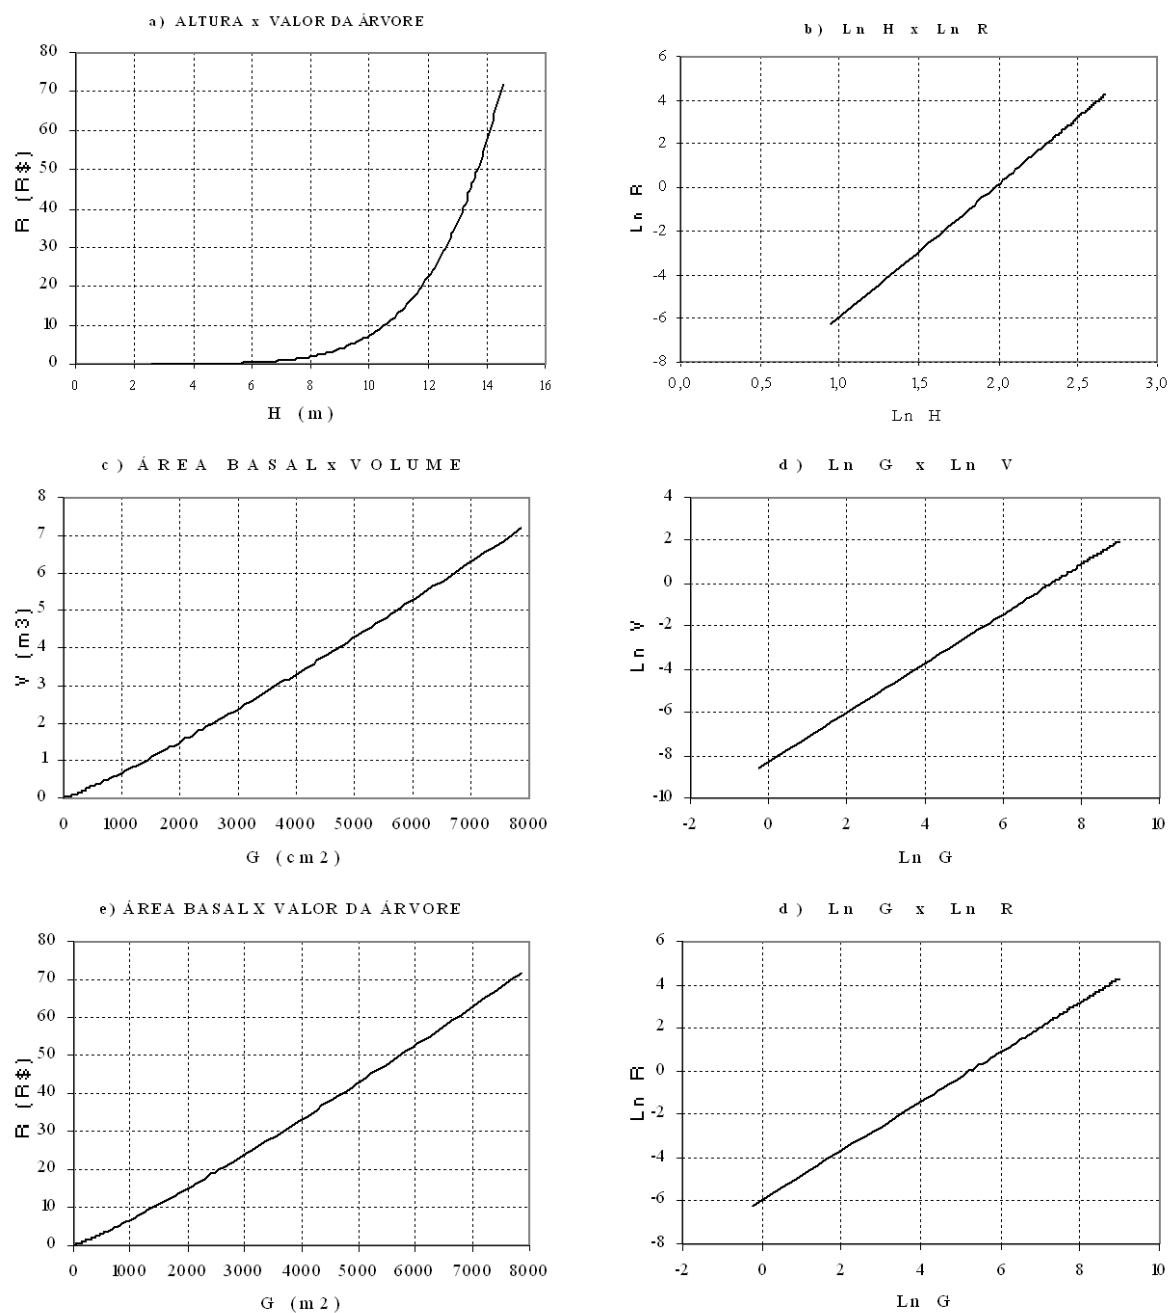 a) ALTURA x VALOR DA ÁRVORE
80
70
60
50
40
30
20
10
0
R (R$)
0 2 4 6 8 10 12 14 16
H (m)
b) Ln H x Ln R
6
4
2
0
-2
-4
-6
-8
Ln R
0,0 0,5 1,0 1,5 2,0 2,5 3,0
Ln H
c) ÁREA BASAL x VOLUME
8
7
6
5
4
3
2
1
0
V (m3)
0 1000 2000 3000 4000 5000 6000 7000 8000
G (cm2)
d) Ln G x Ln V
4
2
0
-2
-4
-6
-8
-10
Ln V
-2 0 2 4 6 8 10
Ln G
e) ÁREA BASAL X VALOR DA ÁRVORE
80
70
60
50
40
30
20
10
0
R (R$)
0 1000 2000 3000 4000 5000 6000 7000 8000
G (m2)
d) Ln G x Ln R
6
4
2
0
-2
-4
-6
-8
Ln R
-2 0 2 4 6 8 10
Ln G